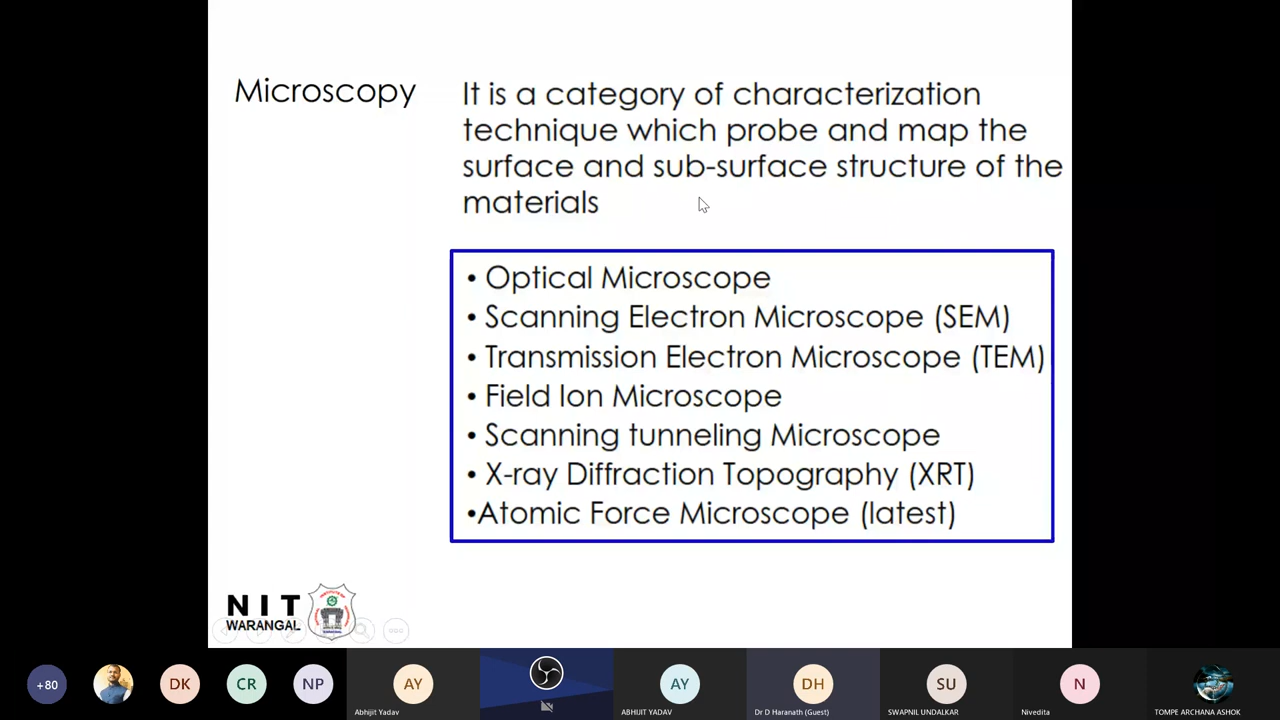 Microscopy
It is a category of characterization
technique which probe and map the
surface and sub-surface structure of the
materials
• Optical Microscope
• Scanning Electron Microscope (SEM)
• Transmission Electron Microscope (TEM)
• Field Ion Microscope
• Scanning tunneling Microscope
• X-ray Diffraction Topography (XRT)
•Atomic Force Microscope (latest)
NIT
WARANGAL
+80
DK
CR
NP
AY
Abhijit Yadav
AY
ABHIJIT YADAV
DH
Dr D Haranath (Guest)
SU
SWAPNIL UNDALKAR
N
Nivedita
TOMPE ARCHANA ASHOK